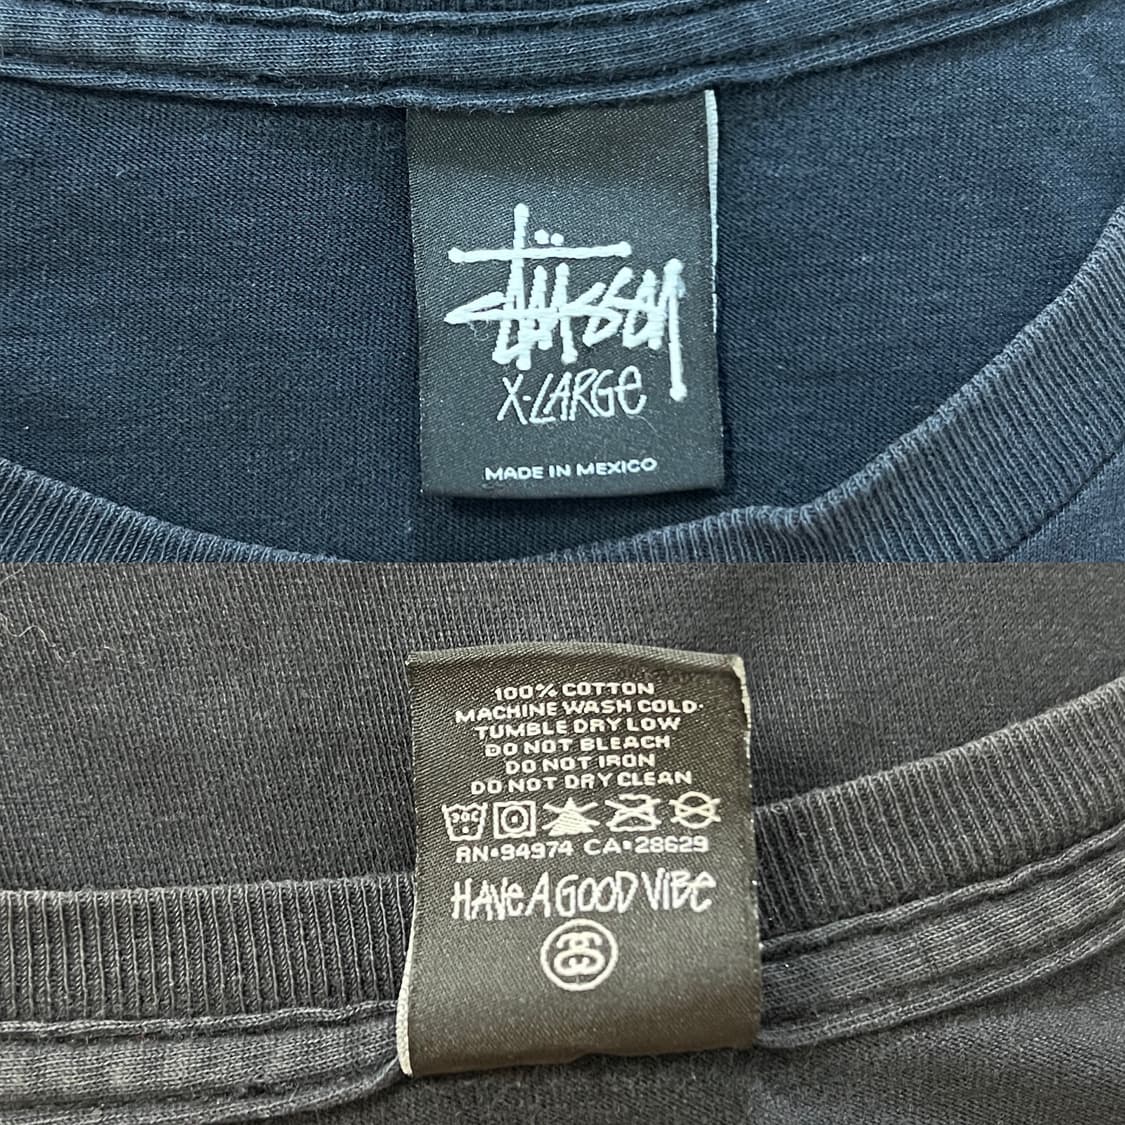 Stüssy
X-LARGE
MADE IN MEXICO
100% COTTON
MACHINE WASH COLD·
TUMBLE DRY LOW
DO NOT BLEACH
DO NOT IRON
DO NOT DRY CLEAN
RN•94974 CA•28629
HAVE A GOOD VIBE